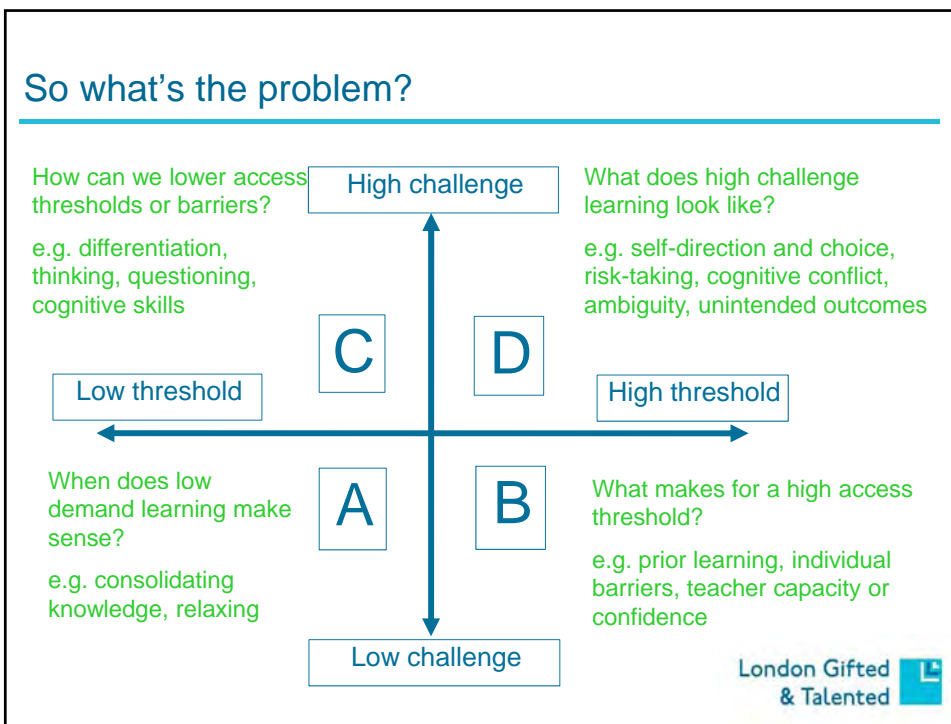 So what's the problem?
How can we lower access
thresholds or barriers?
e.g. differentiation,
thinking, questioning,
cognitive skills
High challenge
What does high challenge
learning look like?
e.g. self-direction and choice,
risk-taking, cognitive conflict,
ambiguity, unintended outcomes
C
D
Low threshold
High threshold
When does low
demand learning make
sense?
e.g. consolidating
knowledge, relaxing
A
B
What makes for a high access
threshold?
e.g. prior learning, individual
barriers, teacher capacity or
confidence
Low challenge
London Gifted
& Talented